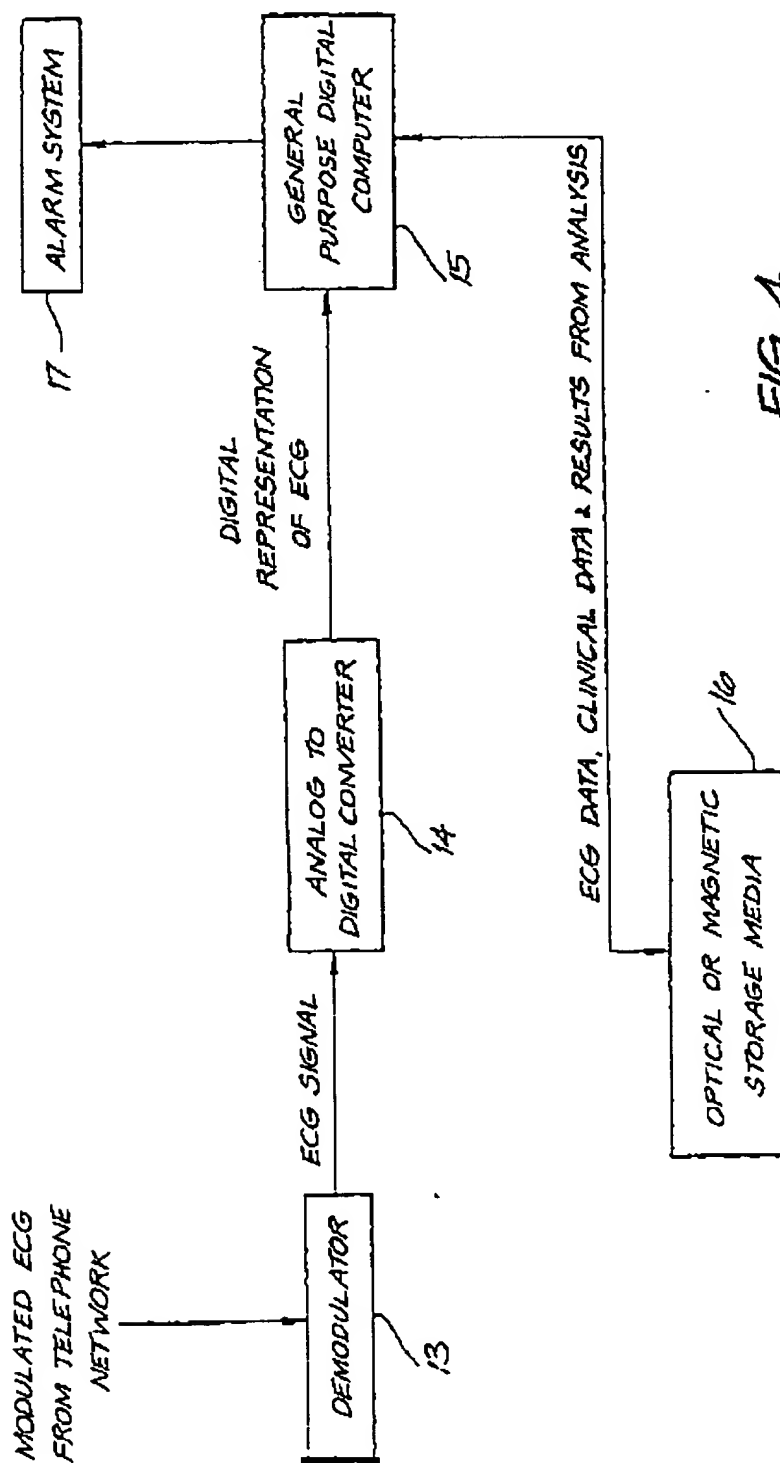 MODULATED ECG
FROM TELEPHONE
NETWORK
DEMODULATOR
13
ECG SIGNAL
ANALOG TO
DIGITAL CONVERTER
14
DIGITAL
REPRESENTATION
OF ECG
GENERAL
PURPOSE DIGITAL
COMPUTER
15
ALARM SYSTEM
17
ECG DATA, CLINICAL DATA & RESULTS FROM ANALYSIS
OPTICAL OR MAGNETIC
STORAGE MEDIA
16